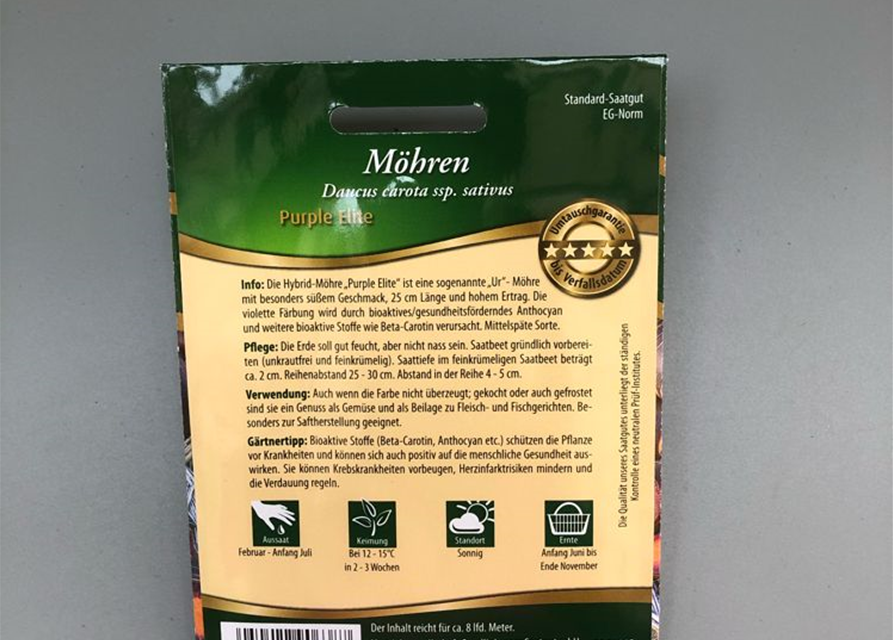 Standard-Saatgut
EG-Norm
Möhren
Daucus carota ssp. sativus
Purple Elite
Umtauschgarantie
bis Verfallsdatum
Info: Die Hybrid-Möhre „Purple Elite" ist eine sogenannte „Ur"- Möhre
mit besonders süßem Geschmack, 25 cm Länge und hohem Ertrag. Die
violette Färbung wird durch bioaktives/gesundheitsförderndes Anthocyan
und weitere bioaktive Stoffe wie Beta-Carotin verursacht. Mittelspäte Sorte.
Pflege: Die Erde soll gut feucht, aber nicht nass sein. Saatbeet gründlich vorberei-
ten (unkrautfrei und feinkrümelig). Saattiefe im feinkrümeligen Saatbeet beträgt
ca. 2 cm. Reihenabstand 25 - 30 cm. Abstand in der Reihe 4 - 5 cm.
Verwendung: Auch wenn die Farbe nicht überzeugt; gekocht oder auch gefrostet
sind sie ein Genuss als Gemüse und als Beilage zu Fleisch- und Fischgerichten. Be-
sonders zur Saftherstellung geeignet.
Gärtnertipp: Bioaktive Stoffe (Beta-Carotin, Anthocyan etc.) schützen die Pflanze
vor Krankheiten und können sich auch positiv auf die menschliche Gesundheit aus-
wirken. Sie können Krebskrankheiten vorbeugen, Herzinfarktrisiken mindern und
die Verdauung regeln.
Die Qualität unseres Saatgutes unterliegt der ständigen
Kontrolle eines neutralen Prüf-Institutes.
Aussaat
Februar - Anfang Juli
Keimung
Bei 12 - 15°C
in 2 - 3 Wochen
Standort
Sonnig
Ernte
Anfang Juni bis
Ende November
Der Inhalt reicht für ca. 8 lfd. Meter.